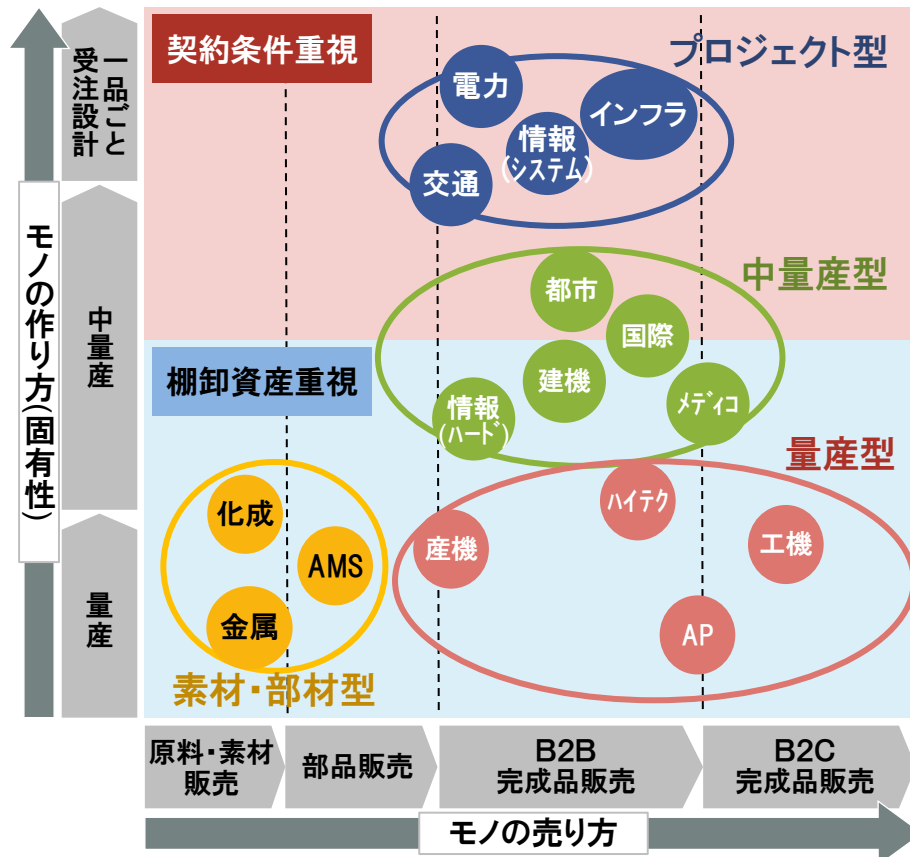 一品ごと
受注設計
中量産
量産
モノの作り方(固有性)
契約条件重視
プロジェクト型
電力
インフラ
情報
(システム)
交通
中量産型
都市
国際
建機
棚卸資産重視
情報
(ハード)
メディコ
量産型
ハイテク
化成
産機
工機
AMS
金属
AP
素材・部材型
原料・素材
販売
部品販売
B2B
完成品販売
B2C
完成品販売
モノの売り方